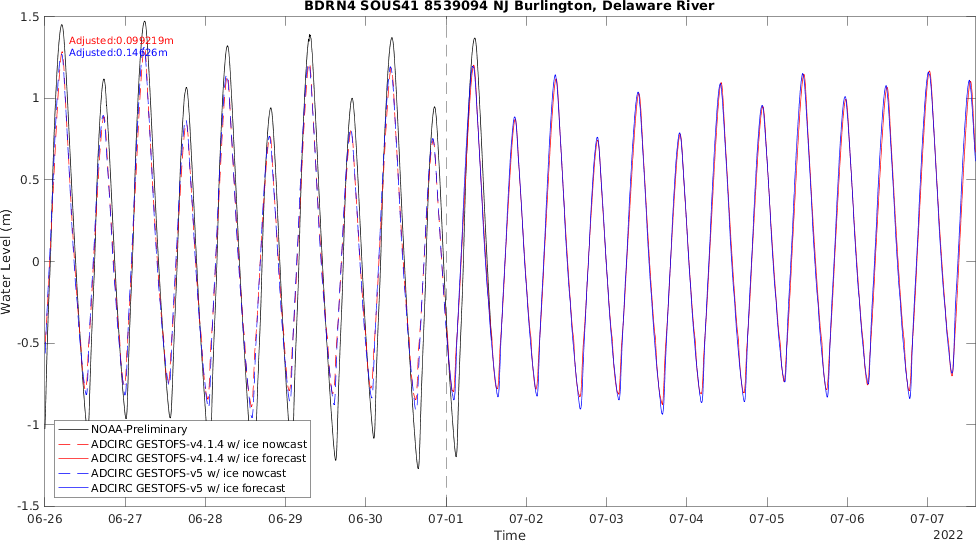 BDRN4 SOUS41 8539094 NJ Burlington, Delaware River
1.5
1
0.5
0
-0.5
-1
-1.5
Water Level (m)
Adjusted:0.099219m
Adjusted:0.14626m
NOAA-Preliminary
ADCIRC GESTOFS-v4.1.4 w/ ice nowcast
ADCIRC GESTOFS-v4.1.4 w/ ice forecast
ADCIRC GESTOFS-v5 w/ ice nowcast
ADCIRC GESTOFS-v5 w/ ice forecast
06-26 06-27 06-28 06-29 06-30 07-01 07-02 07-03 07-04 07-05 07-06 07-07
Time
2022